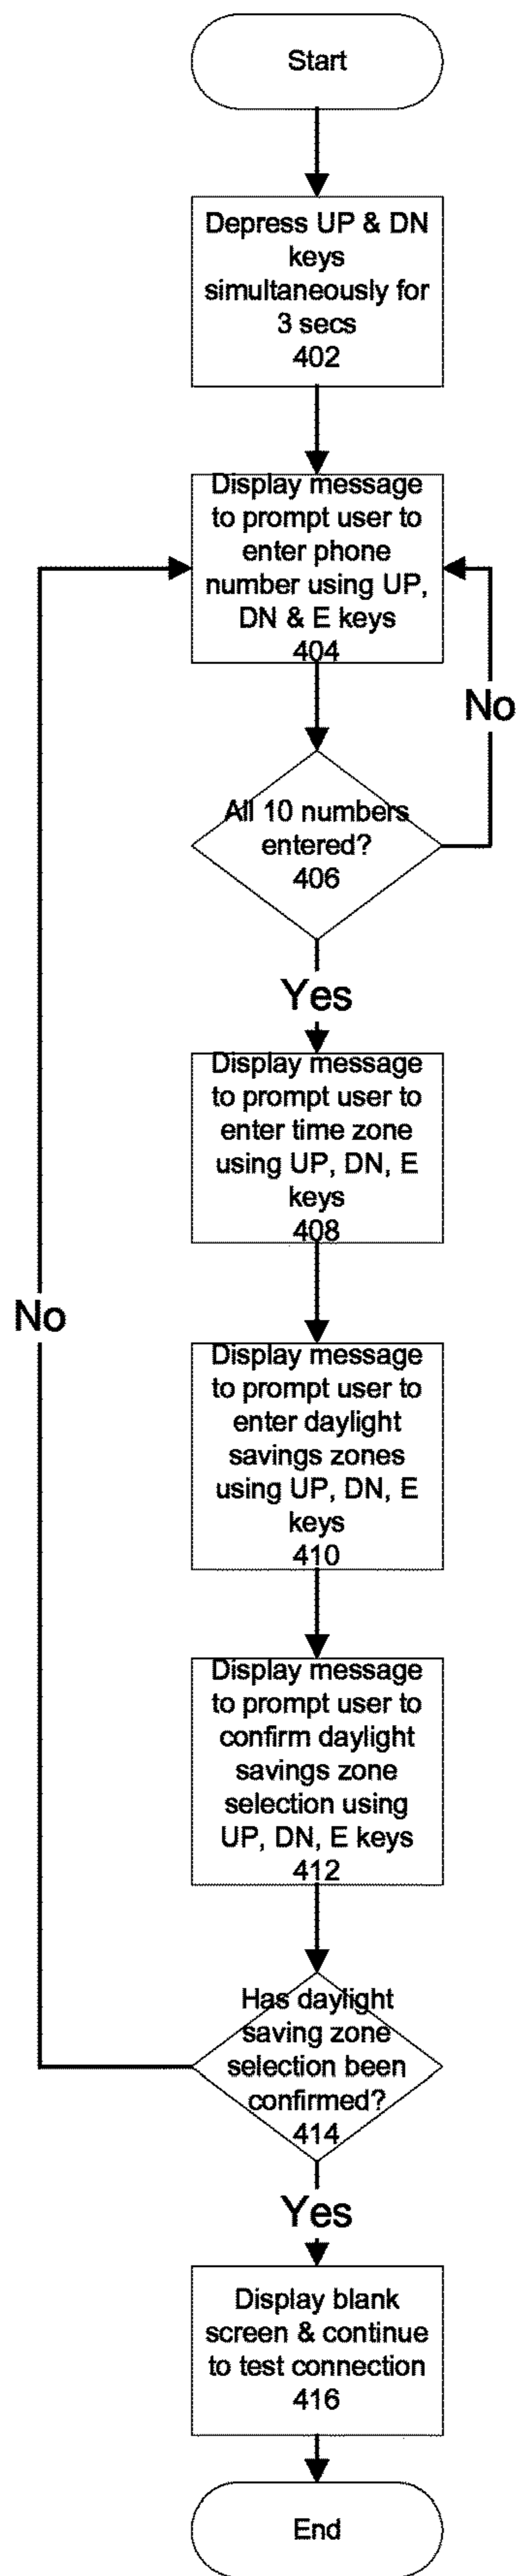 Start
Depress UP & DN
keys
simultaneously for
3 secs
402
Display message
to prompt user to
enter phone
number using UP,
DN & E keys
404
No
All 10 numbers
entered?
406
Yes
Display message
to prompt user to
enter time zone
using UP, DN, E
keys
408
No
Display message
to prompt user to
enter daylight
savings zones
using UP, DN, E
keys
410
Display message
to prompt user to
confirm daylight
savings zone
selection using
UP, DN, E keys
412
Has daylight
saving zone
selection been
confirmed?
414
Yes
Display blank
screen & continue
to test connection
416
End